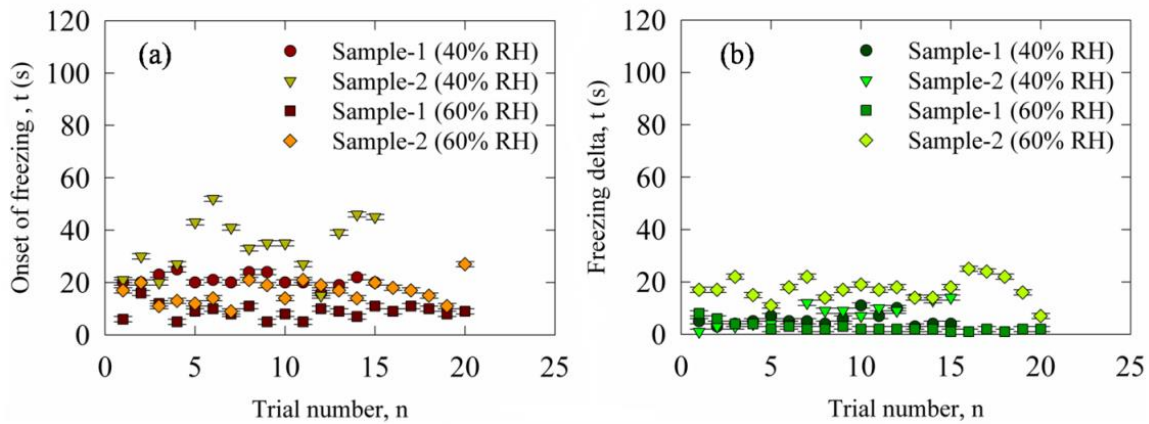 (a)
Onset of freezing , t (s)
120
100
80
60
40
20
0
Sample-1 (40% RH)
Sample-2 (40% RH)
Sample-1 (60% RH)
Sample-2 (60% RH)
0 5 10 15 20 25
Trial number, n
(b)
Freezing delta, t (s)
120
100
80
60
40
20
0
Sample-1 (40% RH)
Sample-2 (40% RH)
Sample-1 (60% RH)
Sample-2 (60% RH)
0 5 10 15 20 25
Trial number, n